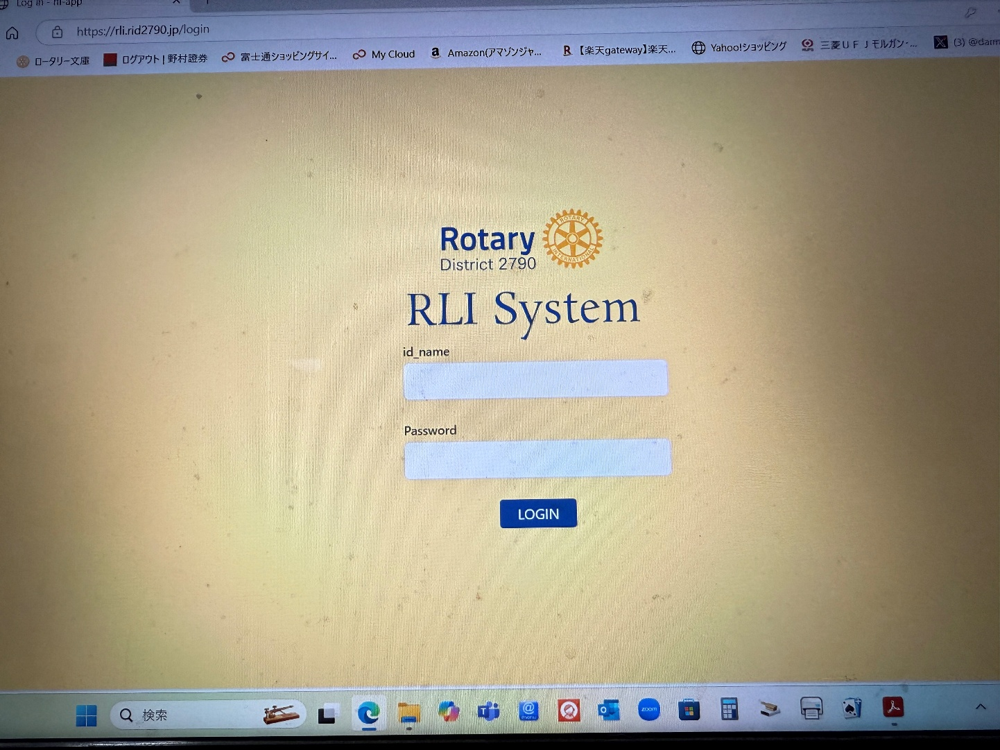 Log in - rli-app
https://rli.rid2790.jp/login
ロータリー文庫
ログアウト | 野村證券
富士通ショッピングサイ...
My Cloud
Amazon(アマゾンジャ...
【楽天gateway】楽天...
Yahoo!ショッピング
三菱ＵＦＪモルガン-...
(3) @darm
Rotary
District 2790
ROTARY
INTERNATIONAL
RLI System
id_name
Password
LOGIN
検索
zoom